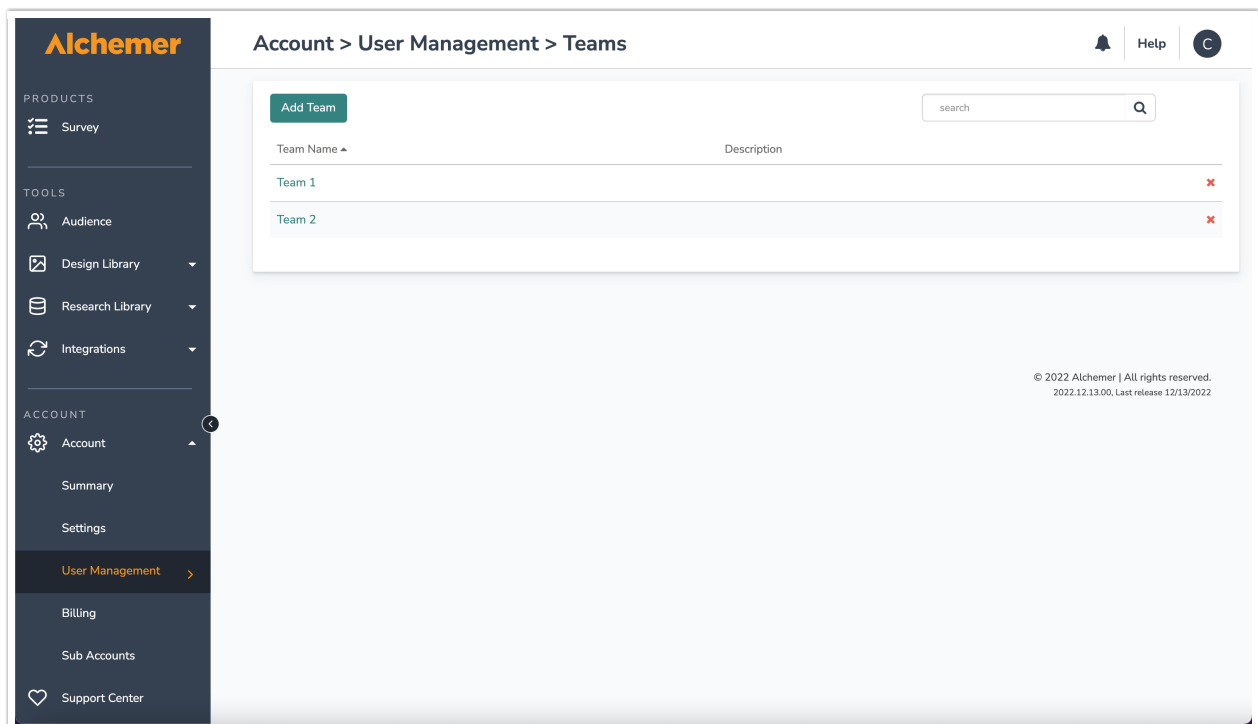 Alchemer
PRODUCTS
Survey
TOOLS
Audience
Design Library
Research Library
Integrations
ACCOUNT
Account
Summary
Settings
User Management
Billing
Sub Accounts
Support Center
Account > User Management > Teams
Help
C
Add Team
search
Team Name Description
Team 1
Team 2
© 2022 Alchemer | All rights reserved.
2022.12.13.00, Last release 12/13/2022